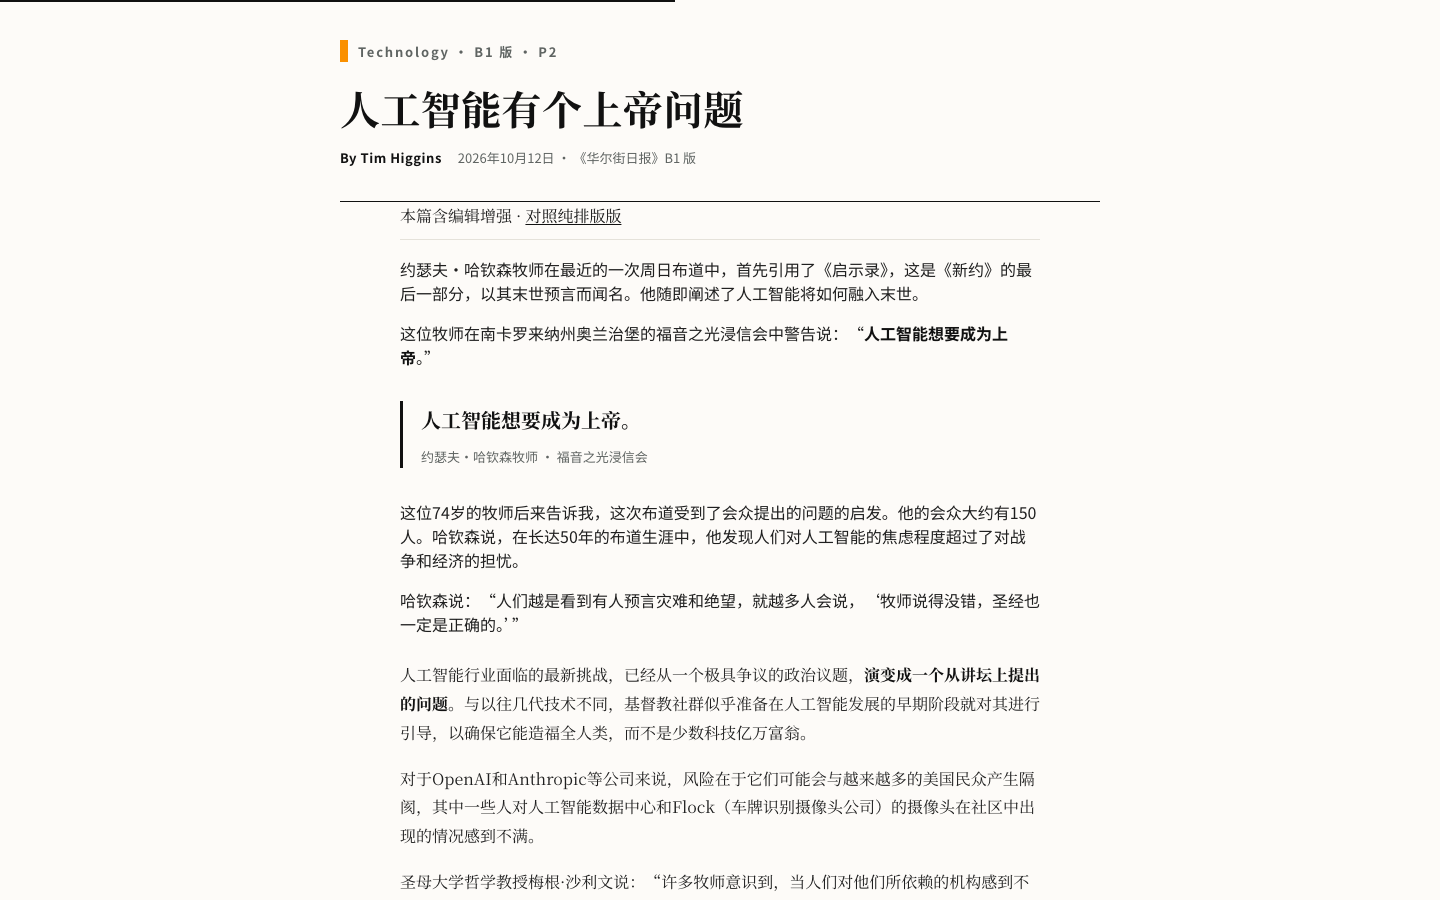 Technology · B1 版 · P2
人工智能有个上帝问题
By Tim Higgins 2026年10月12日 · 《华尔街日报》B1 版
本篇含编辑增强 · 对照纯排版版
约瑟夫·哈钦森牧师在最近的一次周日布道中，首先引用了《启示录》，这是《新约》的最
后一部分，以其末世预言而闻名。他随即阐述了人工智能将如何融入末世。
这位牧师在南卡罗来纳州奥兰治堡的福音之光浸信会中警告说：“人工智能想要成为上
帝。”
人工智能想要成为上帝。
约瑟夫·哈钦森牧师 · 福音之光浸信会
这位74岁的牧师后来告诉我，这次布道受到了会众提出的问题的启发。他的会众大约有150
人。哈钦森说，在长达50年的布道生涯中，他发现人们对人工智能的焦虑程度超过了对战
争和经济的担忧。
哈钦森说：“人们越是看到有人预言灾难和绝望，就越多人会说，‘牧师说得没错，圣经也
一定是正确的。’”
人工智能行业面临的最新挑战，已经从一个极具争议的政治议题，演变成一个从讲坛上提出
的问题。与以往几代技术不同，基督教社群似乎准备在人工智能发展的早期阶段就对其进行
引导，以确保它能造福全人类，而不是少数科技亿万富翁。
对于OpenAI和Anthropic等公司来说，风险在于它们可能会与越来越多的美国民众产生隔
阂，其中一些人对人工智能数据中心和Flock（车牌识别摄像头公司）的摄像头在社区中出
现的情况感到不满。
圣母大学哲学教授梅根·沙利文说：“许多牧师意识到，当人们对他们所依赖的机构感到不